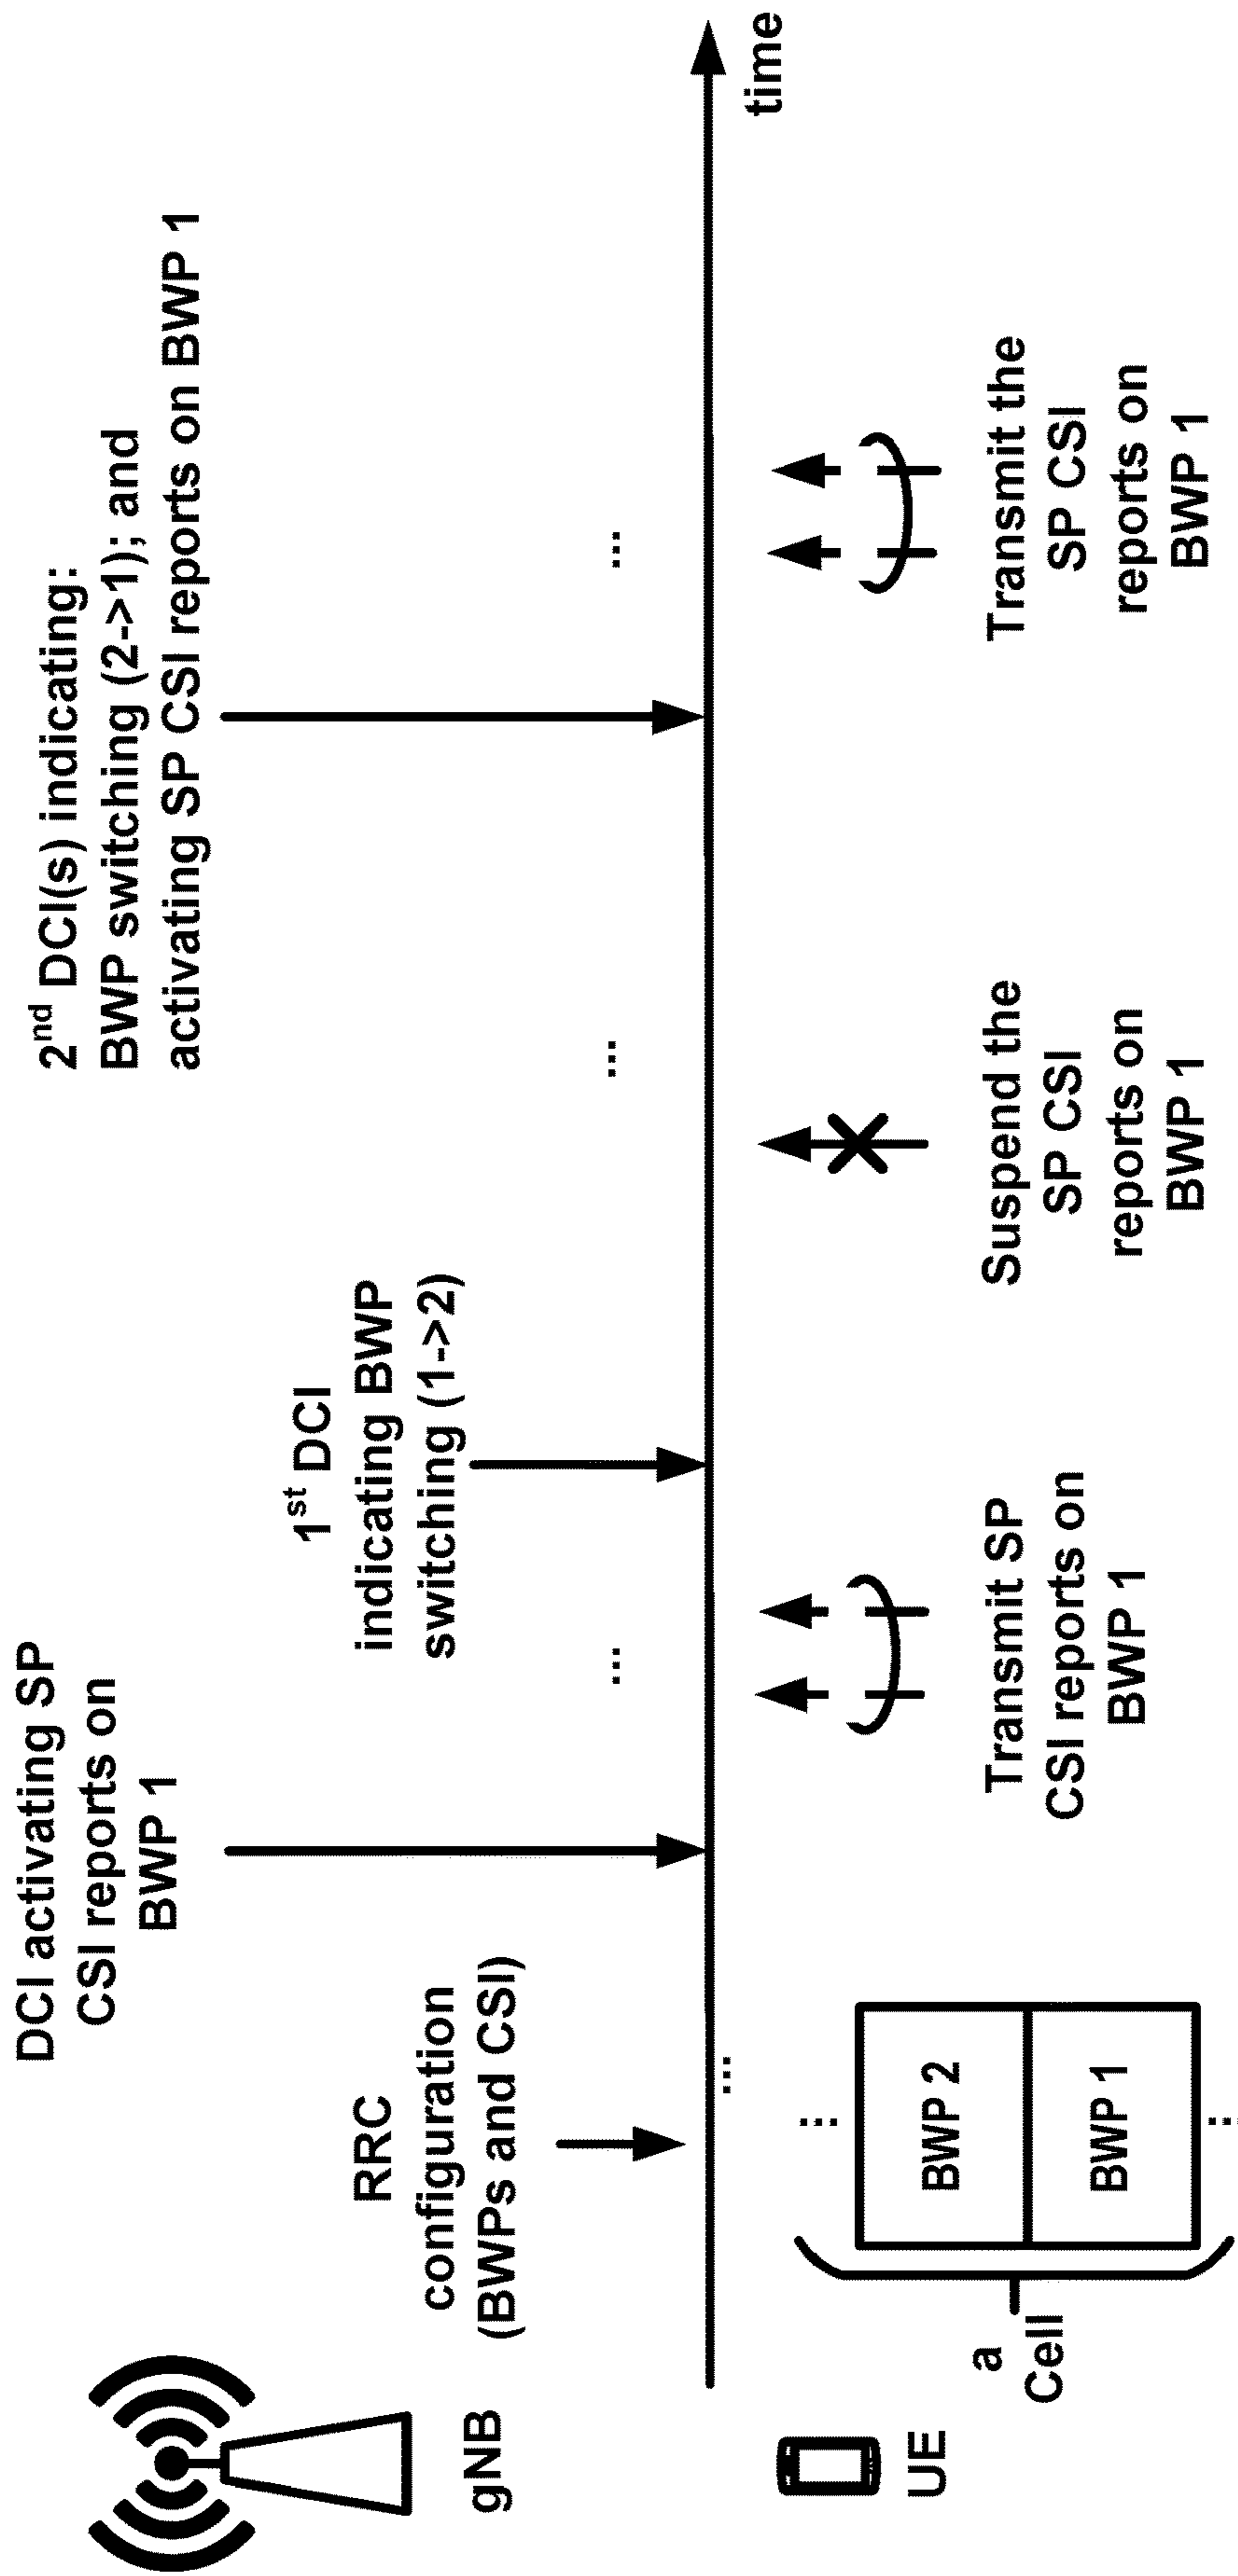 gNB
RRC
configuration
(BWPs and CSI)
DCI activating SP
CSI reports on
BWP 1
1st DCI
indicating BWP
switching (1->2)
2nd DCI(s) indicating:
BWP switching (2->1); and
activating SP CSI reports on BWP 1
...
...
...
...
time
UE
a
Cell
...
BWP 2
BWP 1
...
Transmit SP
CSI reports on
BWP 1
Suspend the
SP CSI
reports on
BWP 1
Transmit the
SP CSI
reports on
BWP 1